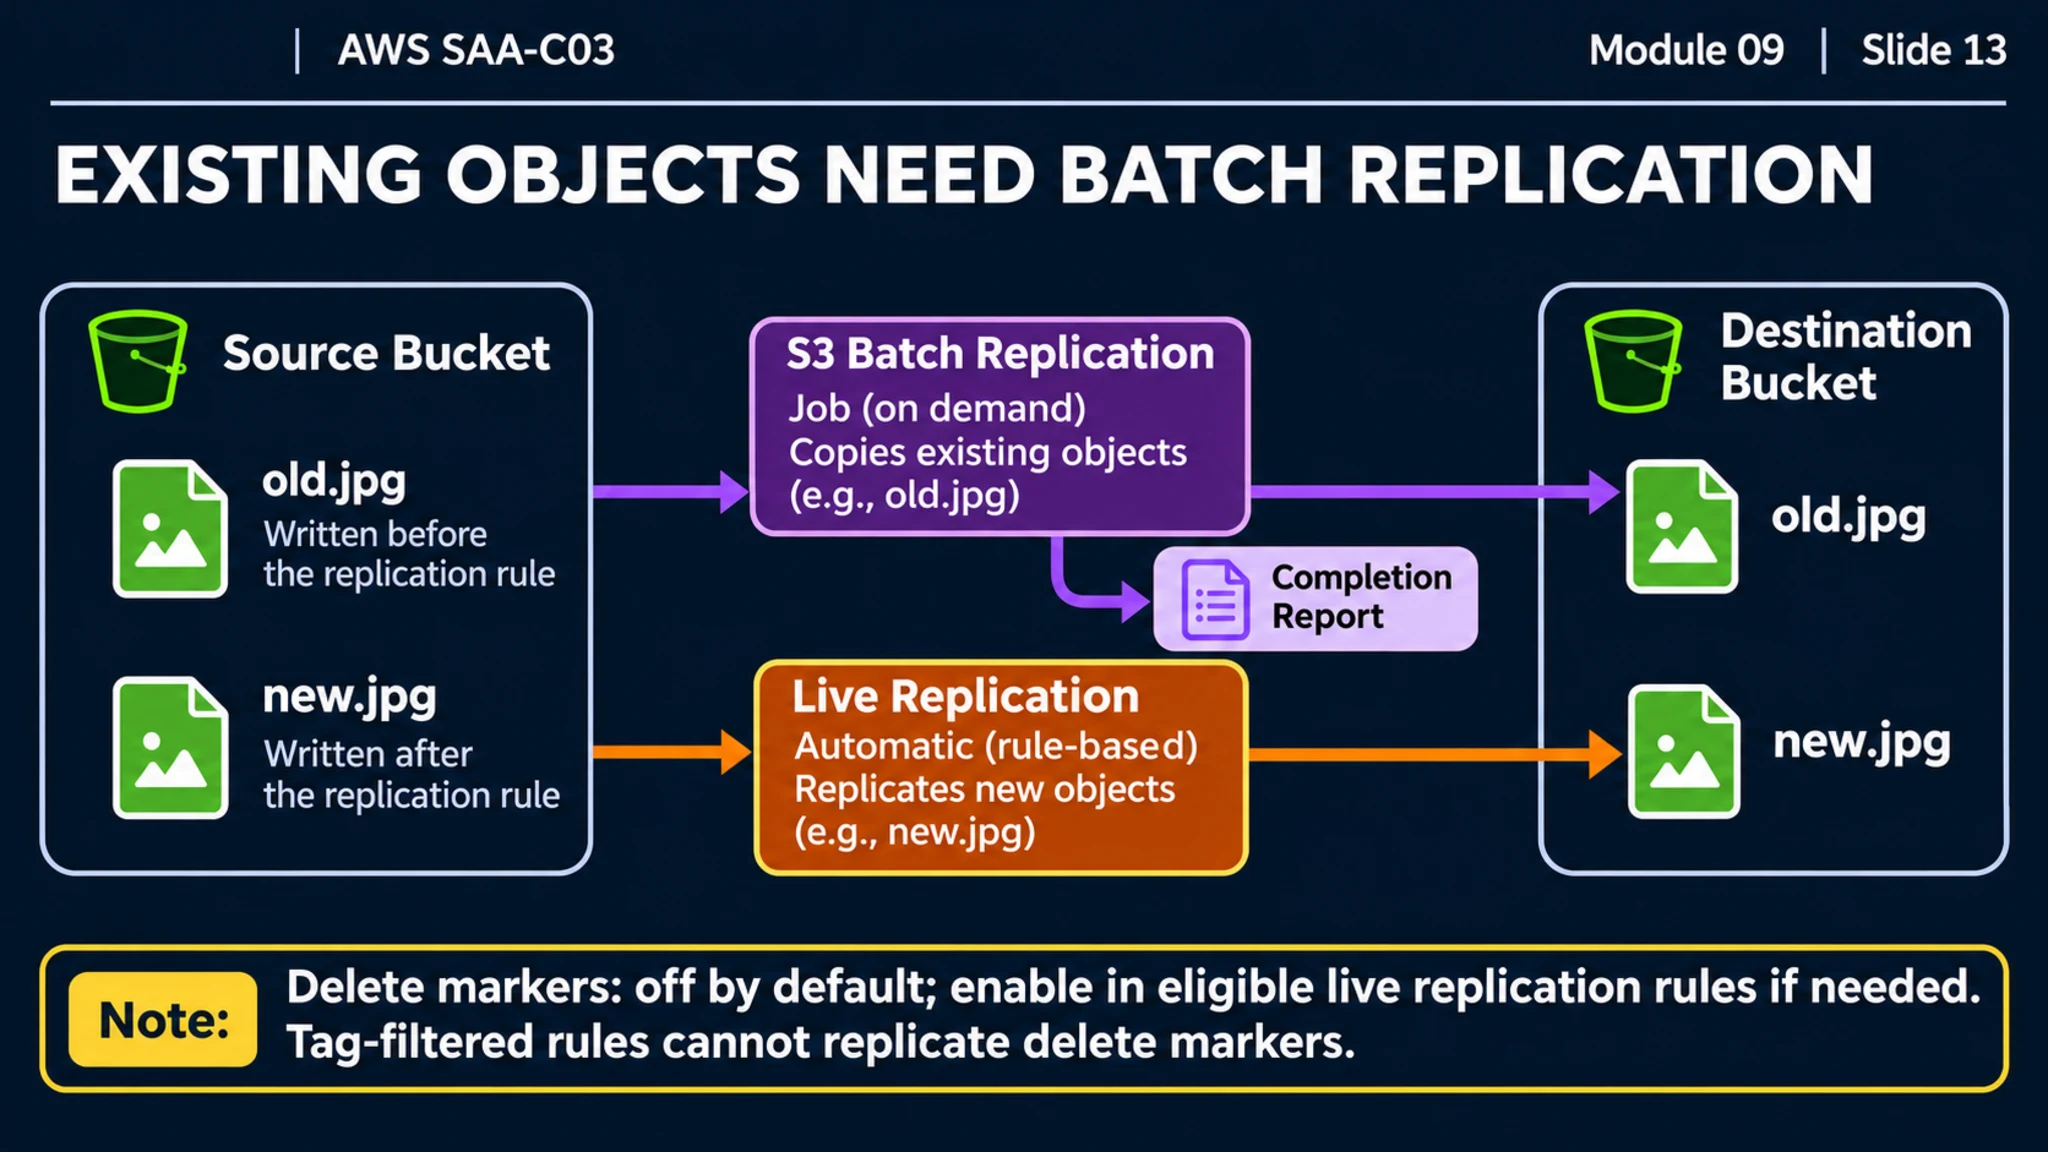 | AWS SAA-C03
Module 09 | Slide 13
EXISTING OBJECTS NEED BATCH REPLICATION
Source Bucket
old.jpg
Written before
the replication rule
new.jpg
Written after
the replication rule
S3 Batch Replication
Job (on demand)
Copies existing objects
(e.g., old.jpg)
Completion
Report
Live Replication
Automatic (rule-based)
Replicates new objects
(e.g., new.jpg)
Destination
Bucket
old.jpg
new.jpg
Note:
Delete markers: off by default; enable in eligible live replication rules if needed.
Tag-filtered rules cannot replicate delete markers.